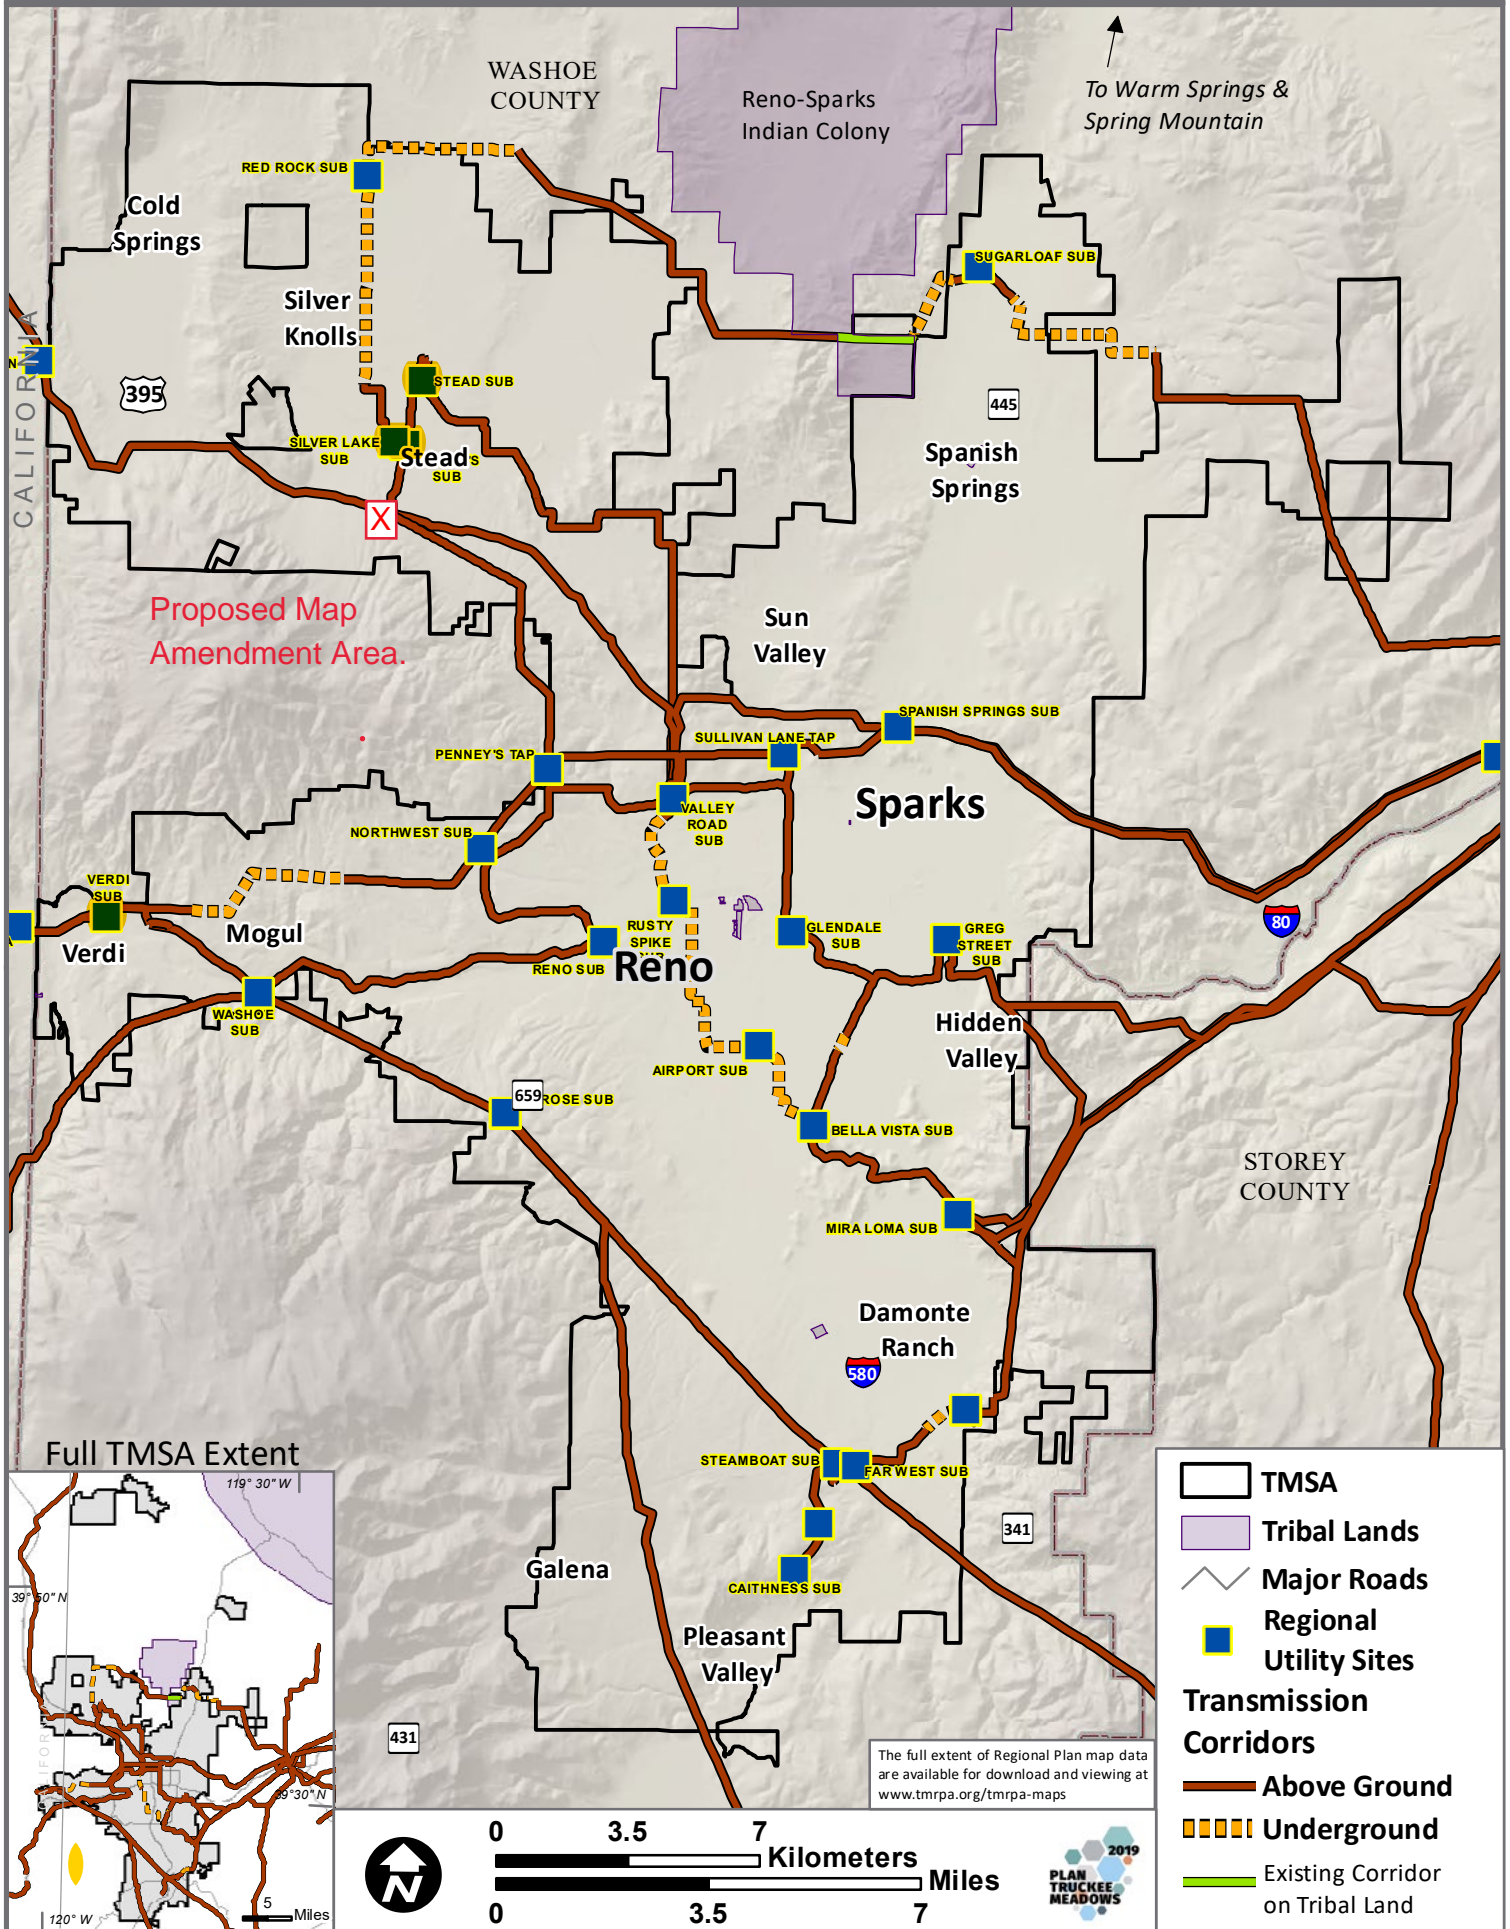 WASHOE
COUNTY
Reno-Sparks
Indian Colony
To Warm Springs &
Spring Mountain
RED ROCK SUB
Cold
Springs
SUGARLOAF SUB
Silver
Knolls
CALIFORNIA
N
395
STEAD SUB
445
SILVER LAKE
SUB
Stead
S
SUB
Spanish
Springs
X
Proposed Map
Amendment Area.
Sun
Valley
SPANISH SPRINGS SUB
SULLIVAN LANE TAP
PENNEY'S TAP
Sparks
VALLEY
ROAD
SUB
NORTHWEST SUB
VERDI
SUB
Mogul
Verdi
RUSTY
SPIKE
SUB
GLENDALE
SUB
GREG
STREET
SUB
80
RENO SUB
Reno
WASHOE
SUB
Hidden
Valley
AIRPORT SUB
659
ROSE SUB
BELLA VISTA SUB
STOREY
COUNTY
MIRA LOMA SUB
Damonte
Ranch
580
STEAMBOAT SUB
FAR WEST SUB
341
Galena
CAITHNESS SUB
Pleasant
Valley
431
Full TMSA Extent
119° 30" W
39° 50" N
39°30" N
120° W
5
Miles
The full extent of Regional Plan map data
are available for download and viewing at
www.tmrpa.org/tmrpa-maps
N
0 3.5 7
Kilometers
Miles
0 3.5 7
2019
PLAN
TRUCKEE
MEADOWS
TMSA
Tribal Lands
Major Roads
Regional
Utility Sites
Transmission
Corridors
Above Ground
Underground
Existing Corridor
on Tribal Land